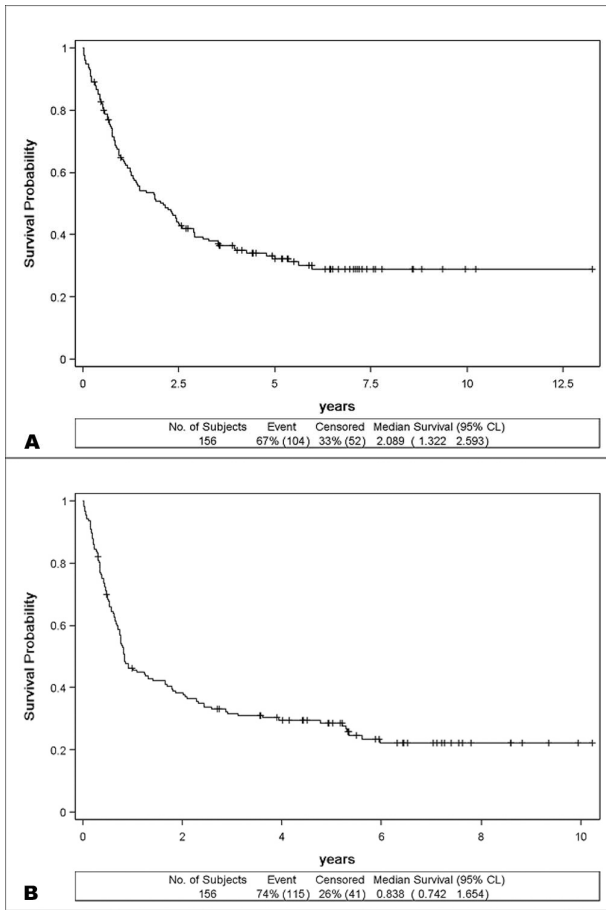 1
0.8
0.6
0.4
0.2
0
Survival Probability
0 2.5 5 7.5 10 12.5
years
No. of Subjects Event Censored Median Survival (95% CL)
156 67% (104) 33% (52) 2.089 ( 1.322 2.593)
A
1
0.8
0.6
0.4
0.2
0
Survival Probability
0 2 4 6 8 10
years
No. of Subjects Event Censored Median Survival (95% CL)
156 74% (115) 26% (41) 0.838 ( 0.742 1.654)
B